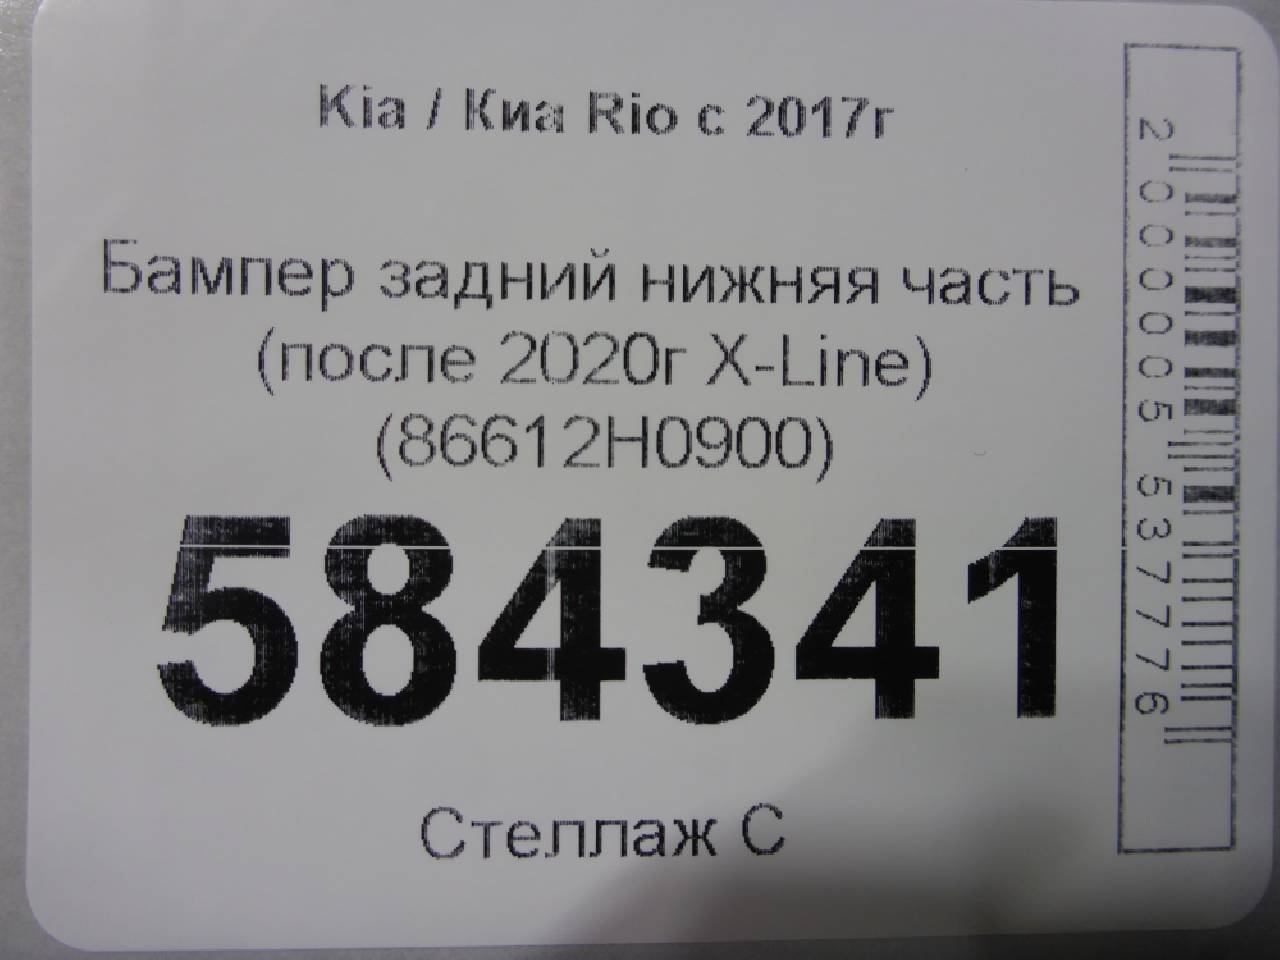 Kia / Киа Rio с 2017г
Бампер задний нижняя часть
(после 2020г X-Line)
(86612H0900)
584341
Стеллаж С
2000005537776